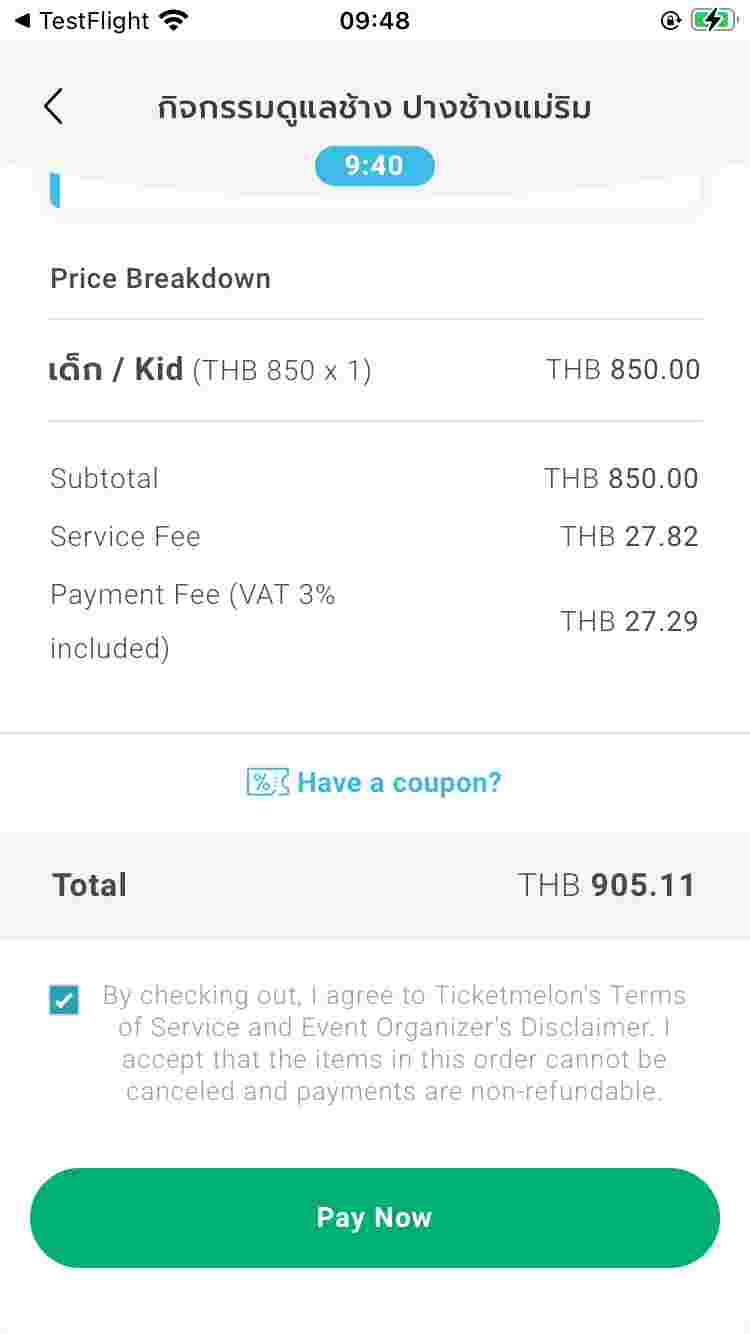 ◀ TestFlight 09:48
กิจกรรมดูแลช้าง ปางช้างแม่ริม
9:40
Price Breakdown
เด็ก / Kid (THB 850 x 1) THB 850.00
Subtotal THB 850.00
Service Fee THB 27.82
Payment Fee (VAT 3%
included) THB 27.29
% Have a coupon?
Total THB 905.11
By checking out, I agree to Ticketmelon's Terms
of Service and Event Organizer's Disclaimer. I
accept that the items in this order cannot be
canceled and payments are non-refundable.
Pay Now